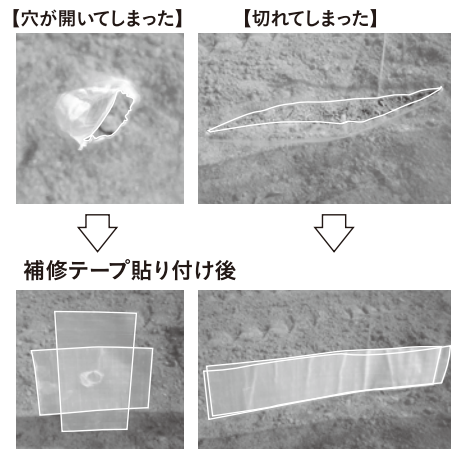 【穴が開いてしまった】
【切れてしまった】
補修テープ貼り付け後